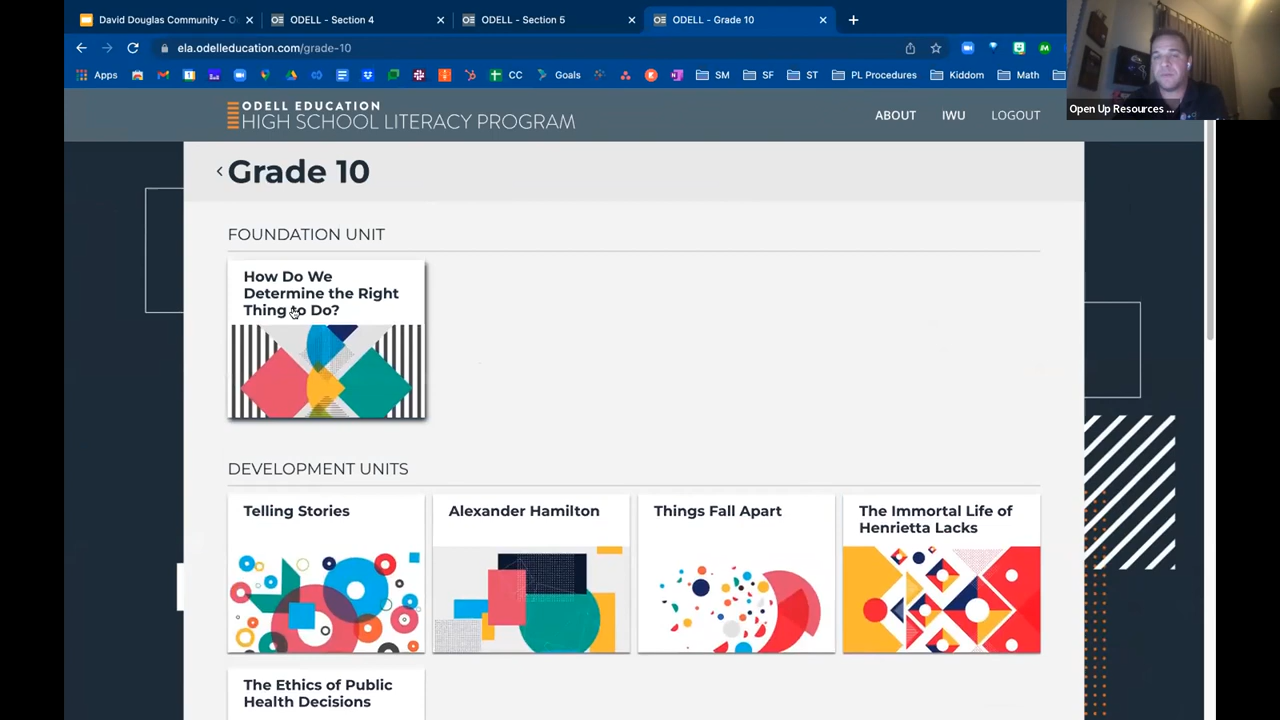 David Douglas Community - O
ODELL - Section 4
ODELL - Section 5
ODELL - Grade 10
ela.odelleducation.com/grade-10
Apps
CC
Goals
SM
SF
ST
PL Procedures
Kiddom
Math
Open Up Resources ...
ODELL EDUCATION
HIGH SCHOOL LITERACY PROGRAM
ABOUT
IWU
LOGOUT
Grade 10
FOUNDATION UNIT
How Do We
Determine the Right
Thing to Do?
DEVELOPMENT UNITS
Telling Stories
Alexander Hamilton
Things Fall Apart
The Immortal Life of
Henrietta Lacks
The Ethics of Public
Health Decisions